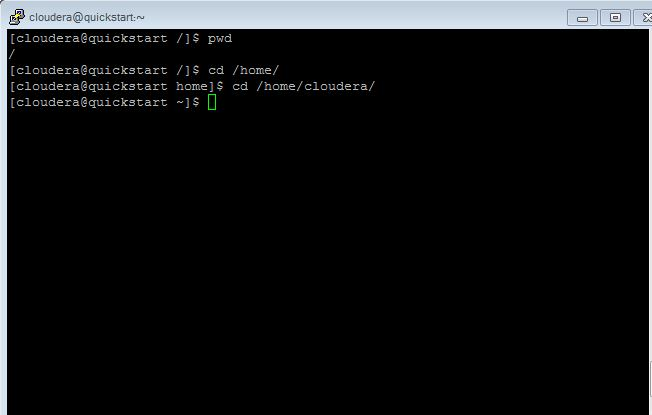 cloudera@quickstart:~
[cloudera@quickstart /]$ pwd
/
[cloudera@quickstart /]$ cd /home/
[cloudera@quickstart home]$ cd /home/cloudera/
[cloudera@quickstart ~]$